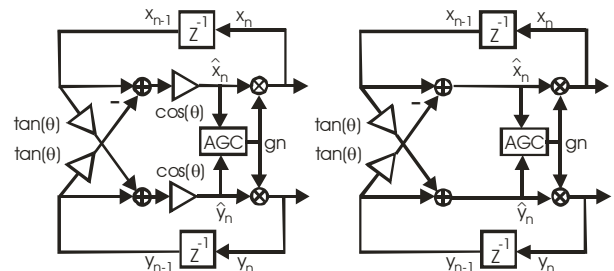 x_{n-1} Z^{-1} x_n
x̂_n
-
tan(θ) cos(θ)
tan(θ) AGC gn
cos(θ)
ŷ_n
y_{n-1} Z^{-1} y_n
x_{n-1} Z^{-1} x_n
x̂_n
-
tan(θ)
tan(θ) AGC gn
ŷ_n
y_{n-1} Z^{-1} y_n